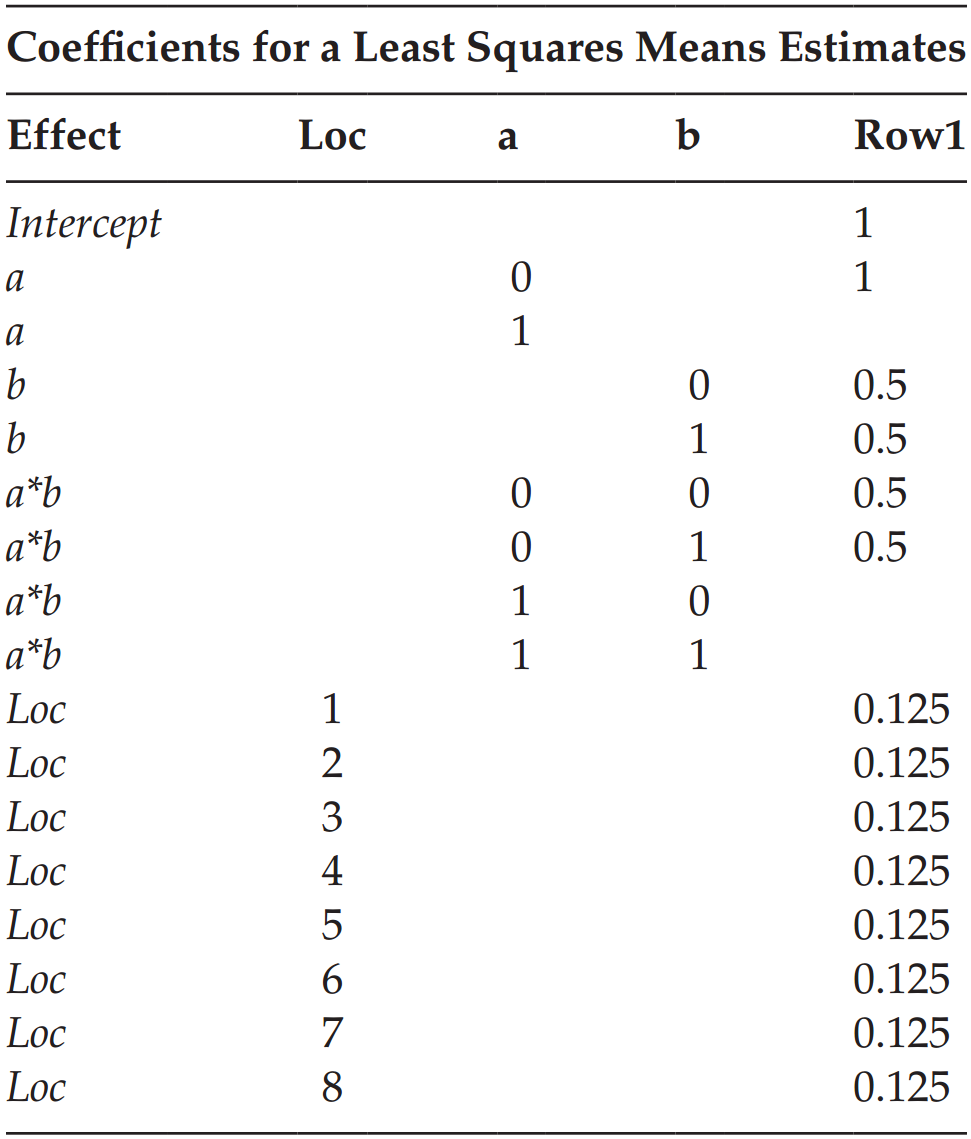 Coefficients for a Least Squares Means Estimates
Effect Loc a b Row1
Intercept 1
a 0 1
a 1
b 0 0.5
b 1 0.5
a*b 0 0 0.5
a*b 0 1 0.5
a*b 1 0
a*b 1 1
Loc 1 0.125
Loc 2 0.125
Loc 3 0.125
Loc 4 0.125
Loc 5 0.125
Loc 6 0.125
Loc 7 0.125
Loc 8 0.125